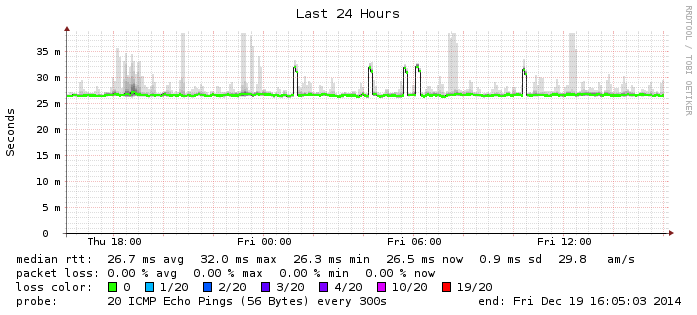 Last 24 Hours
RRDTOOL / TOBI OETIKER
Seconds
35 m
30 m
25 m
20 m
15 m
10 m
5 m
0
Thu 18:00 Fri 00:00 Fri 06:00 Fri 12:00
median rtt: 26.7 ms avg 32.0 ms max 26.3 ms min 26.5 ms now 0.9 ms sd 29.8 am/s
packet loss: 0.00 % avg 0.00 % max 0.00 % min 0.00 % now
loss color: 0 1/20 2/20 3/20 4/20 10/20 19/20
probe: 20 ICMP Echo Pings (56 Bytes) every 300s end: Fri Dec 19 16:05:03 2014